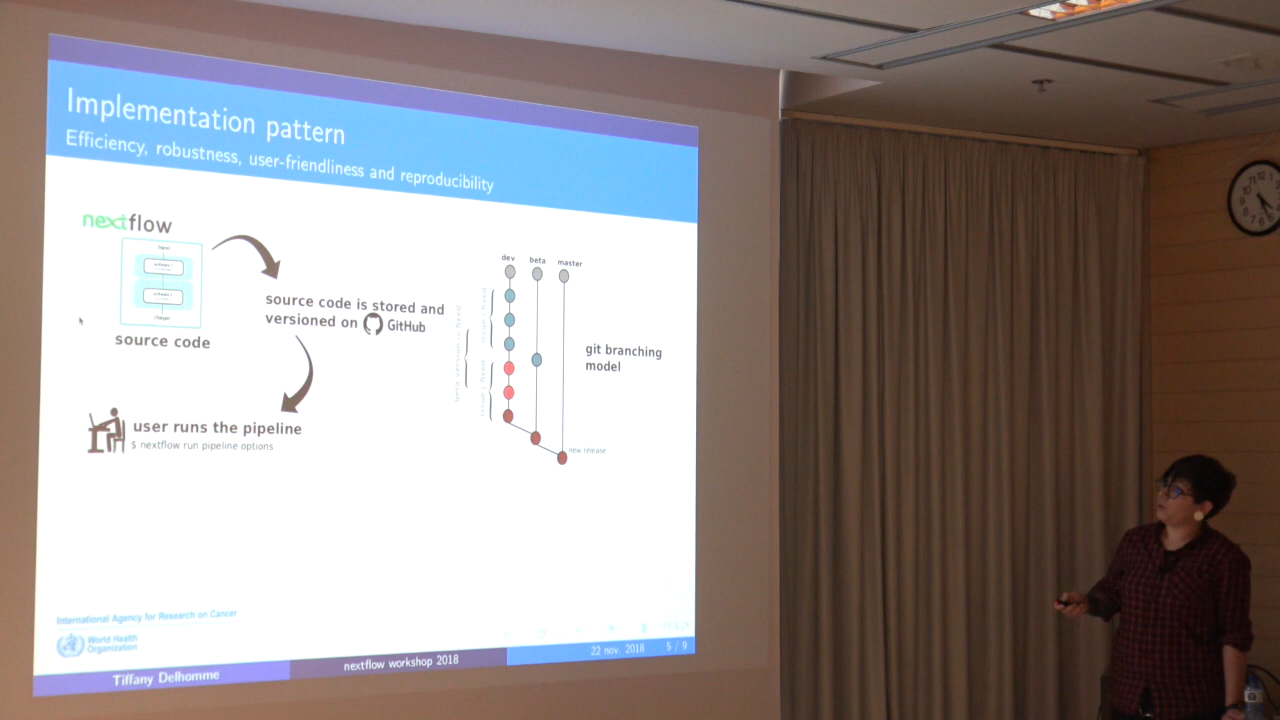 Implementation pattern
Efficiency, robustness, user-friendliness and reproducibility
nextflow
source code
source code is stored and
versioned on GitHub
user runs the pipeline
$ nextflow run pipeline options
dev beta master
git branching
model
new release
International Agency for Research on Cancer
World Health
Organization
Tiffany Delhomme
nextflow workshop 2018
22 nov. 2018 5 / 9